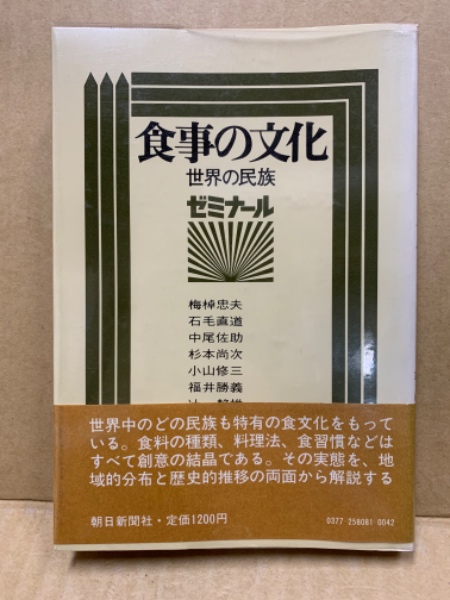 食事の文化
世界の民族
ゼミナール
梅棹忠夫
石毛直道
中尾佐助
杉本尚次
小山修三
福井勝義
世界中のどの民族も特有の食文化をもって
いる。食料の種類、料理法、食習慣などは
すべて創意の結晶である。その実態を、地
域的分布と歴史的推移の両面から解説する
朝日新聞社・定価1200円
0377 258081 0042